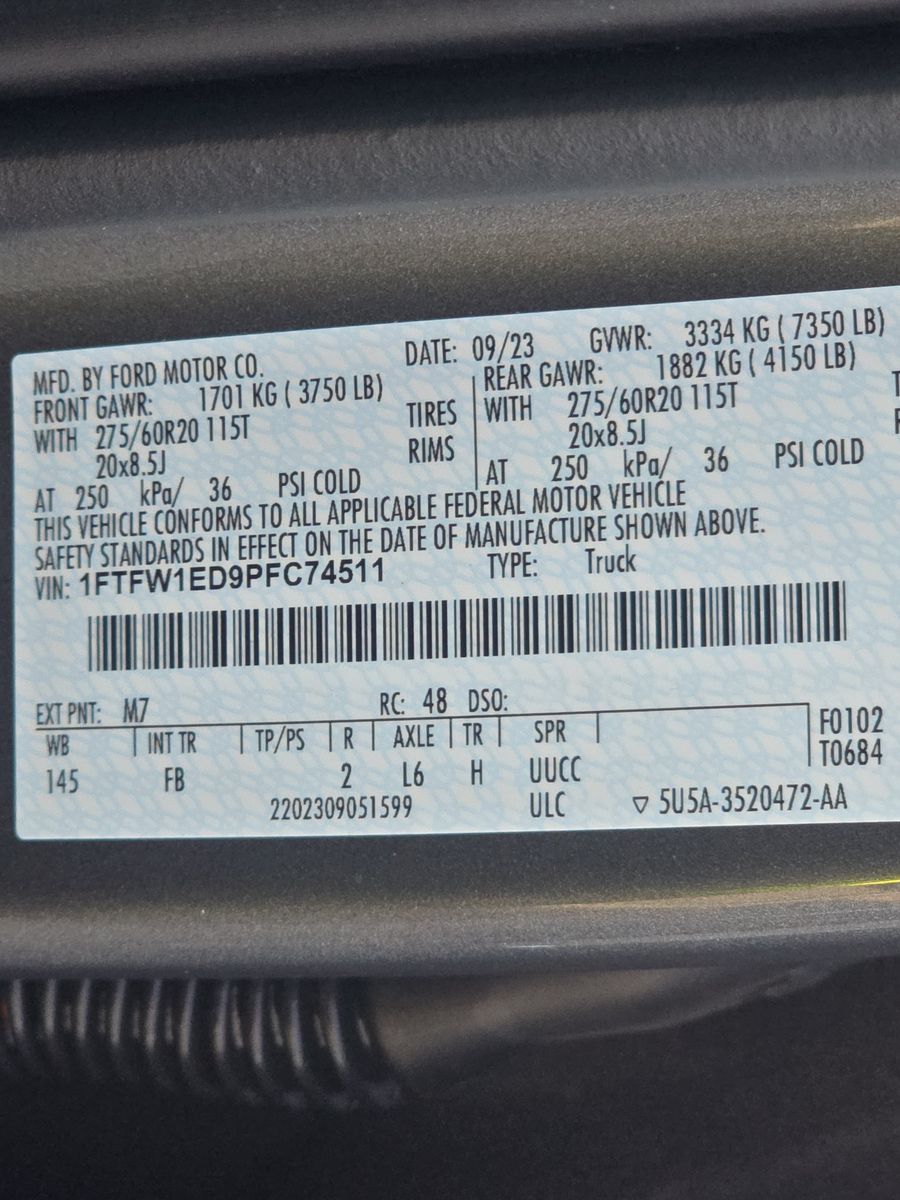 MFD. BY FORD MOTOR CO. DATE: 09/23 GVWR: 3334 KG ( 7350 LB)
FRONT GAWR: 1701 KG ( 3750 LB) REAR GAWR: 1882 KG ( 4150 LB)
WITH 275/60R20 115T TIRES WITH 275/60R20 115T
20x8.5J RIMS 20x8.5J
AT 250 kPa/ 36 PSI COLD AT 250 kPa/ 36 PSI COLD
THIS VEHICLE CONFORMS TO ALL APPLICABLE FEDERAL MOTOR VEHICLE
SAFETY STANDARDS IN EFFECT ON THE DATE OF MANUFACTURE SHOWN ABOVE.
VIN: 1FTFW1ED9PFC74511 TYPE: Truck
EXT PNT: M7 RC: 48 DSO:
WB INT TR TP/PS R AXLE TR SPR F0102
145 FB 2 L6 H UUCC T0684
2202309051599 ULC ▽ 5U5A-3520472-AA